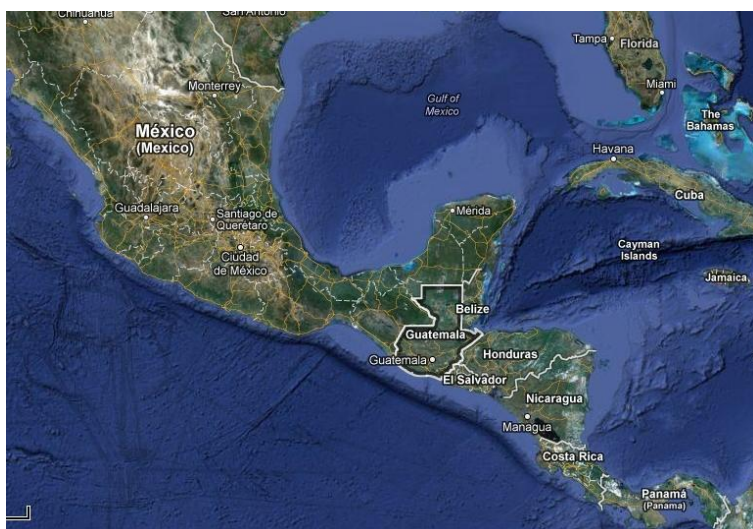 Chihuahua
San Antonio
Tampa
Florida
Monterrey
Miami
Gulf of
Mexico
México
(Mexico)
The
Bahamas
Havana
Cuba
Guadalajara
Santiago de
Querétaro
Mérida
Ciudad
de México
Cayman
Islands
Jamaica
Belize
Guatemala
Guatemala
Honduras
El Salvador
Nicaragua
Managua
Costa Rica
Panamá
(Panama)